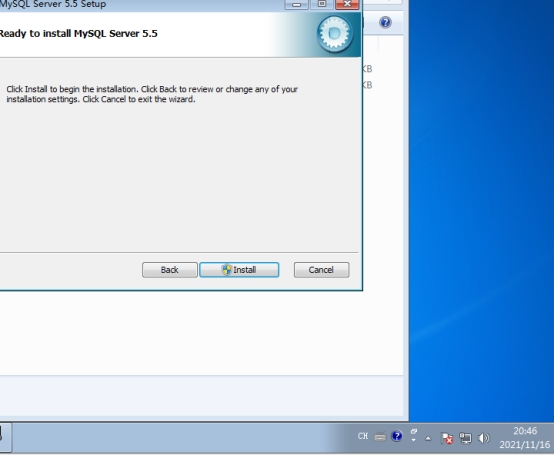 MySQL Server 5.5 Setup
Ready to install MySQL Server 5.5
KB
KB
Click Install to begin the installation. Click Back to review or change any of your
installation settings. Click Cancel to exit the wizard.
Back
Install
Cancel
CH
20:46
2021/11/16